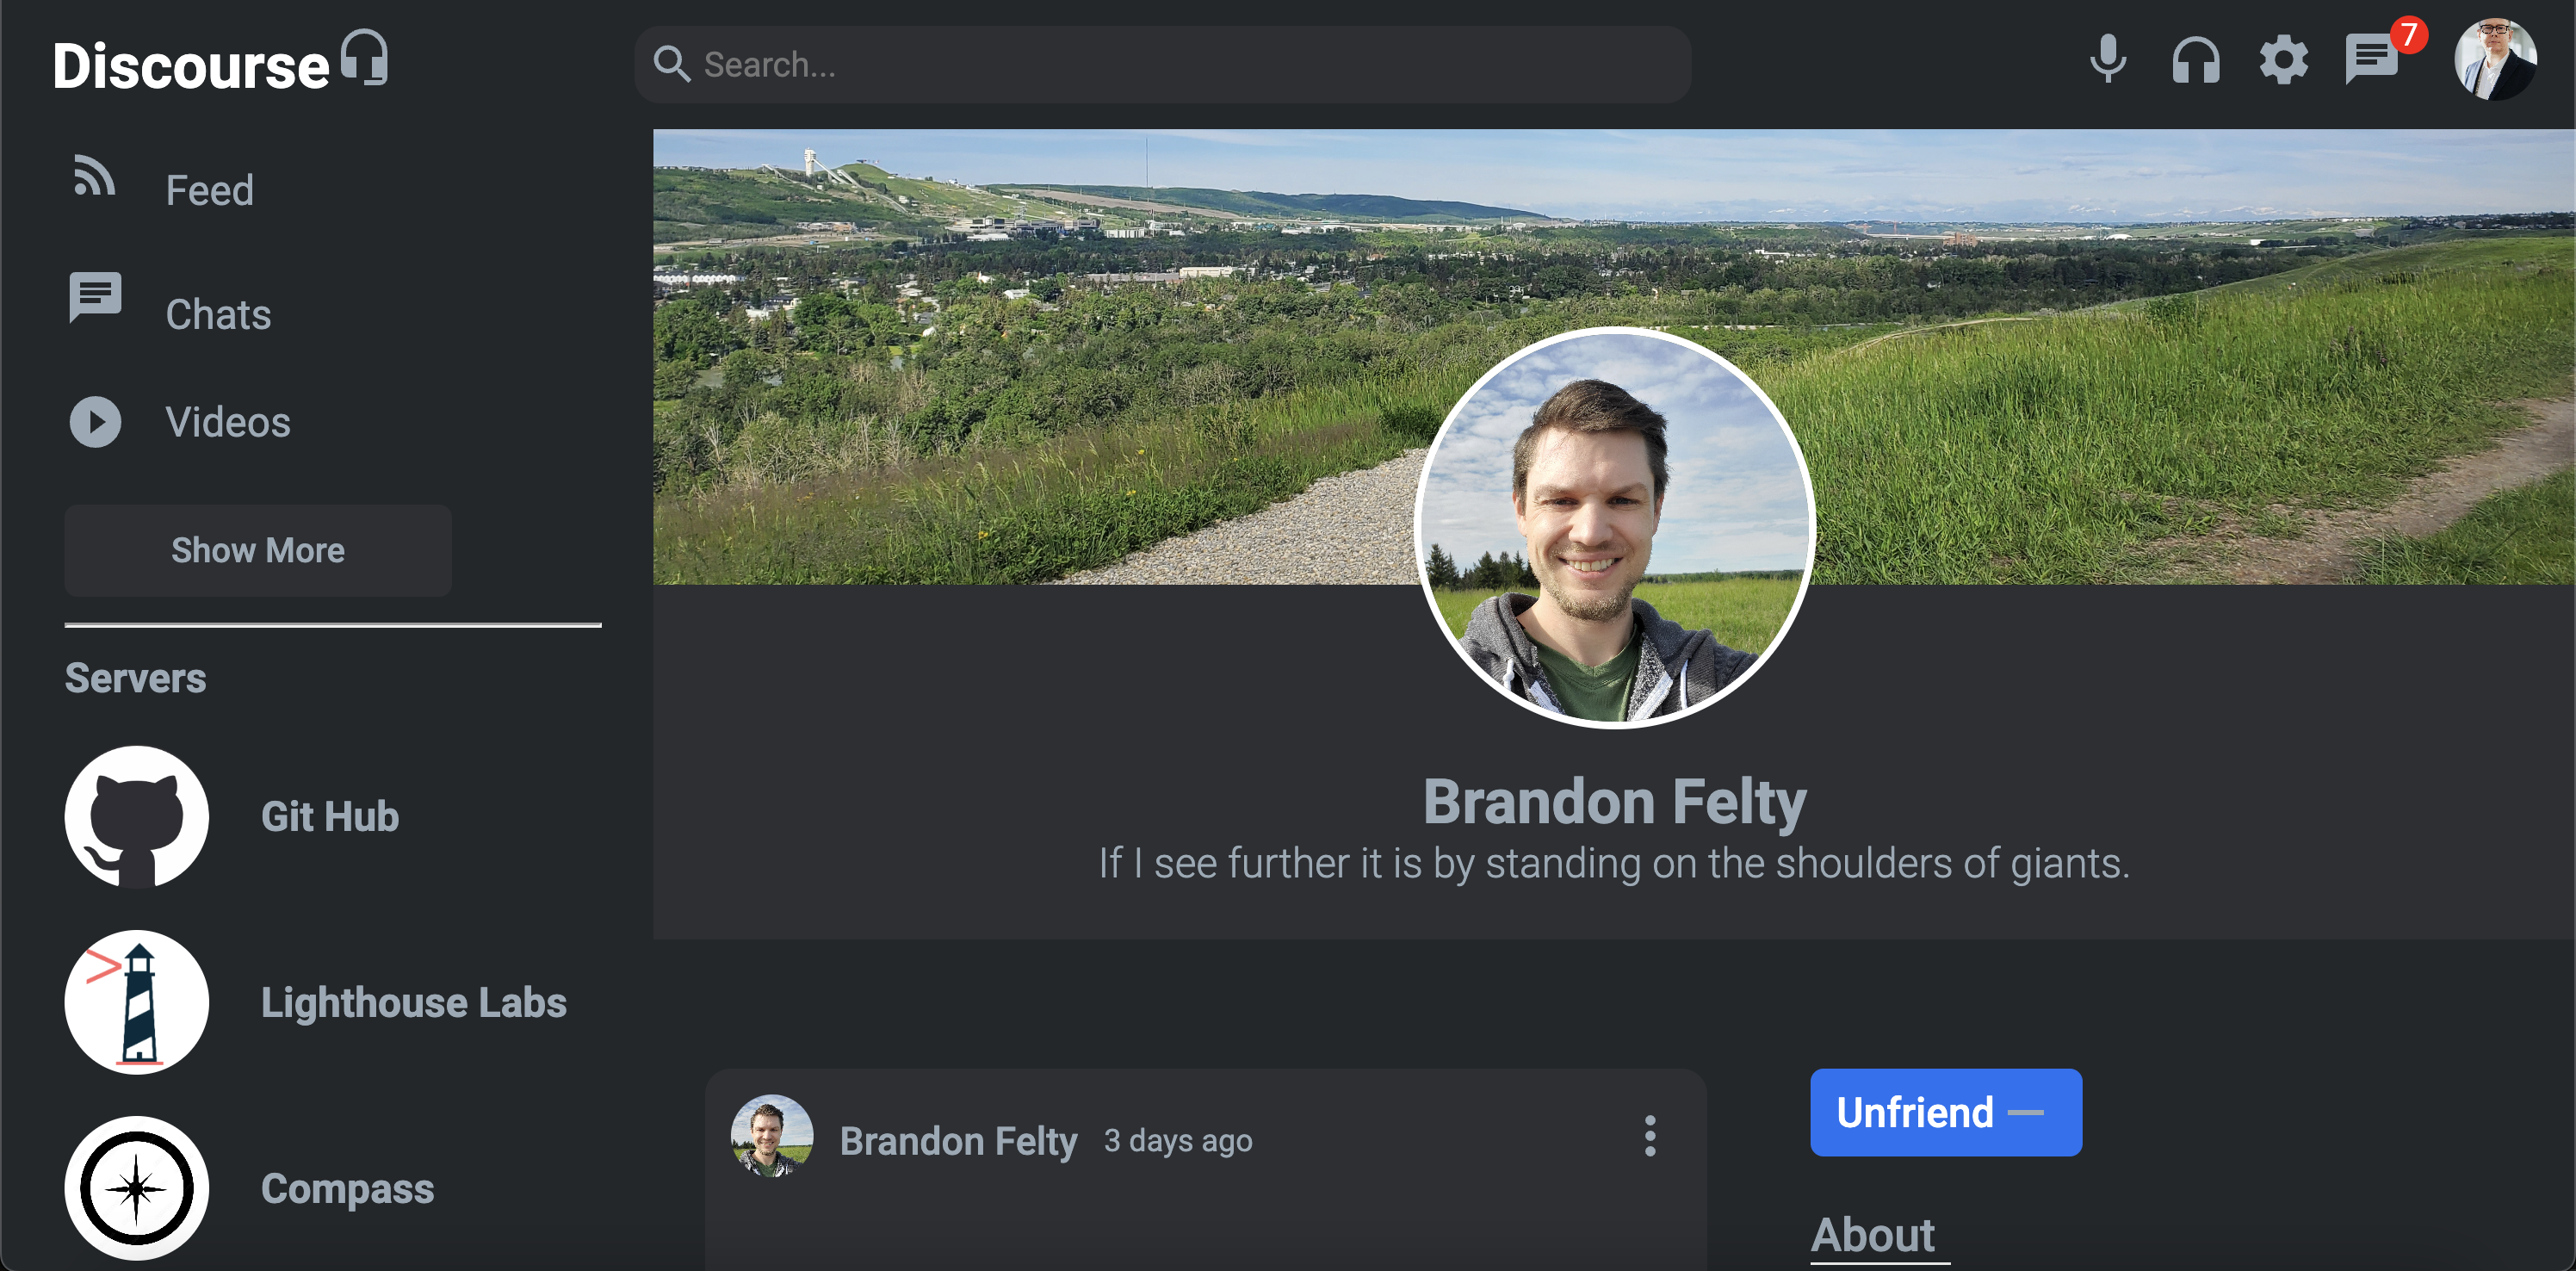 Discourse
Search...
7
Feed
Chats
Videos
Show More
Servers
Git Hub
Lighthouse Labs
Compass
Brandon Felty
If I see further it is by standing on the shoulders of giants.
Brandon Felty 3 days ago
Unfriend
About